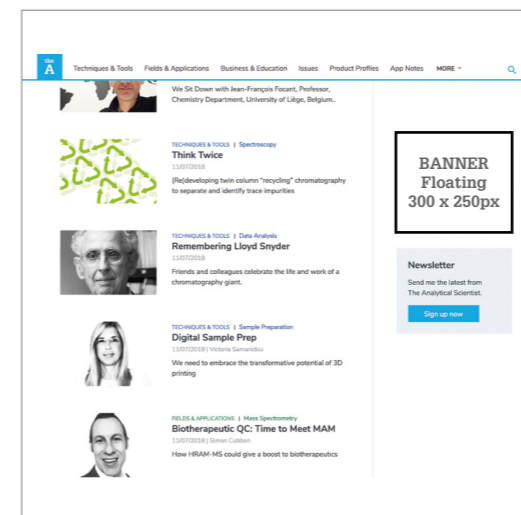 the
A
Techniques & Tools Fields & Applications Business & Education Issues Product Profiles App Notes MORE
We Sit Down with Jean-François Focant, Professor,
Chemistry Department, University of Liège, Belgium..
TECHNIQUES & TOOLS | Spectroscopy
Think Twice
11/07/2018
(Re)developing twin column "recycling" chromatography
to separate and identify trace impurities
TECHNIQUES & TOOLS | Data Analysis
Remembering Lloyd Snyder
11/07/2018
Friends and colleagues celebrate the life and work of a
chromatography giant.
TECHNIQUES & TOOLS | Sample Preparation
Digital Sample Prep
11/07/2018 | Victoria Samanidou
We need to embrace the transformative potential of 3D
printing
FIELDS & APPLICATIONS | Mass Spectrometry
Biotherapeutic QC: Time to Meet MAM
11/07/2018 | Simon Cubbon
How HRAM-MS could give a boost to biotherapeutics
BANNER
Floating
300 x 250px
Newsletter
Send me the latest from
The Analytical Scientist.
Sign up now